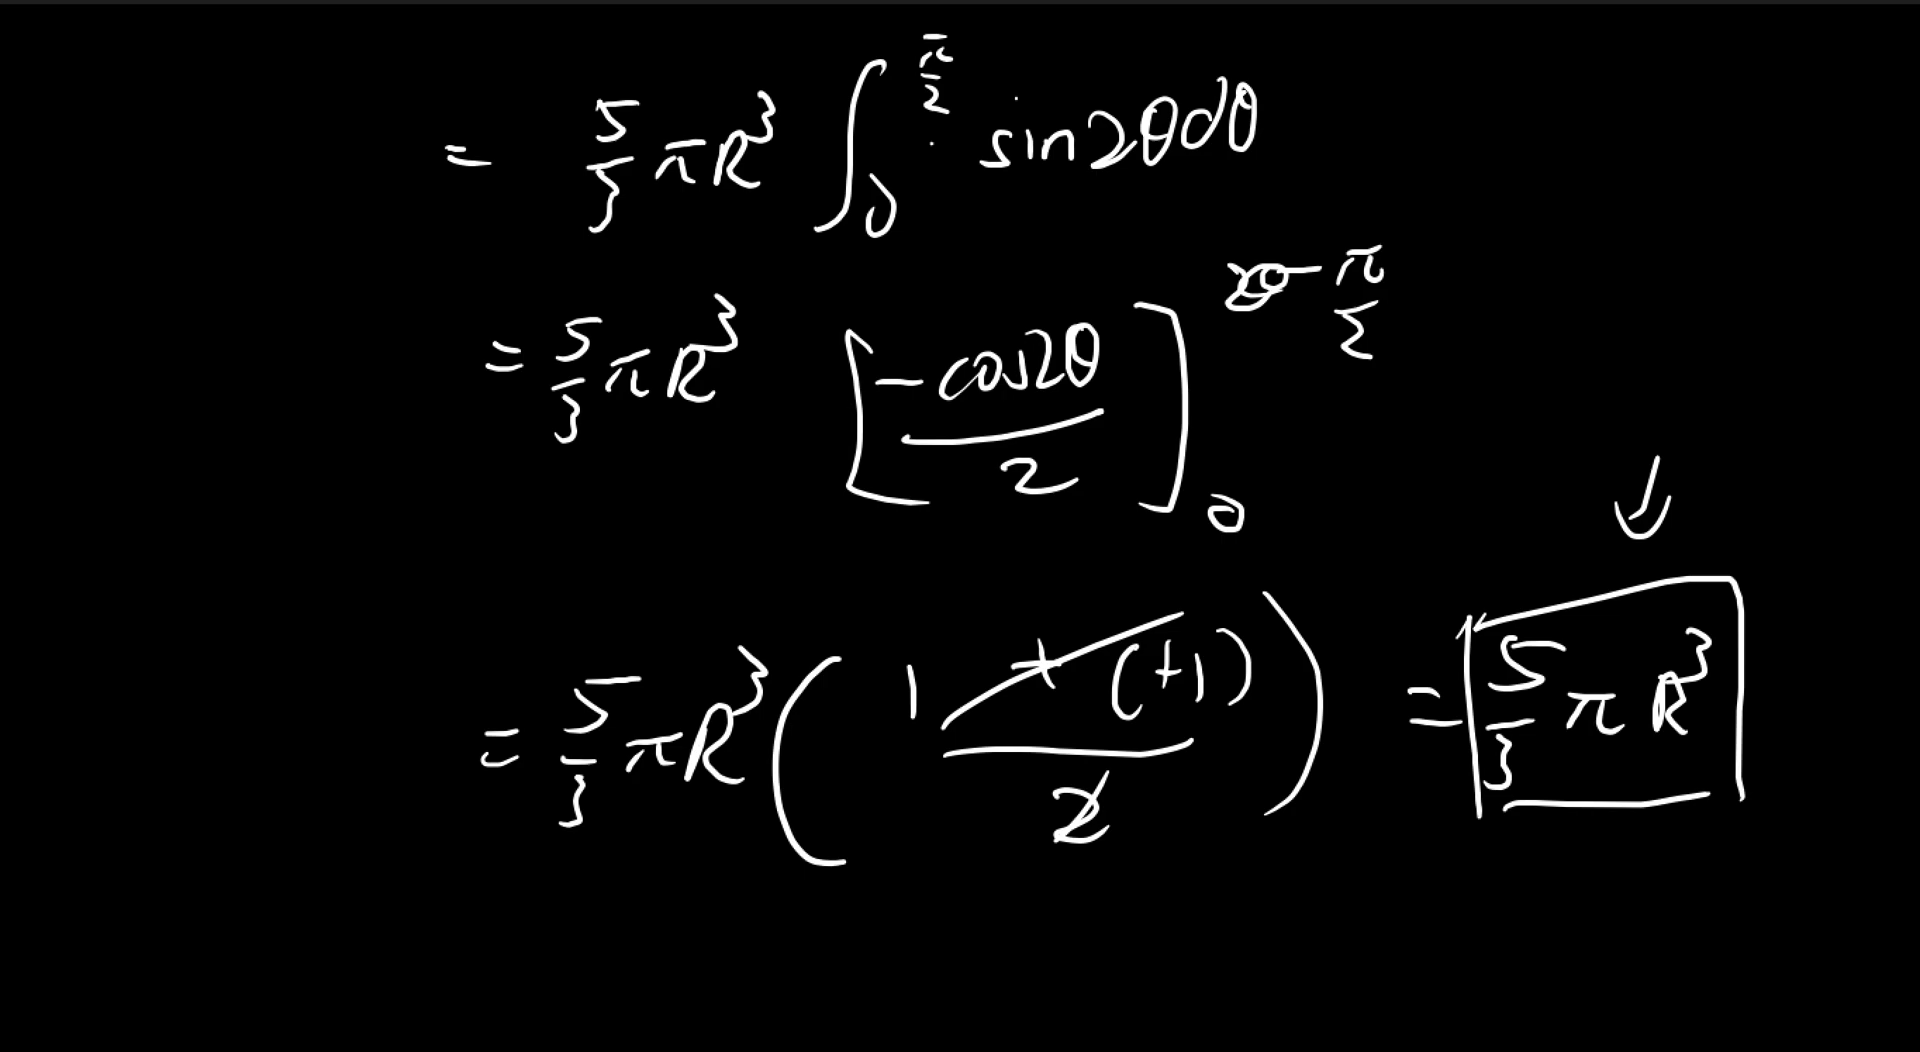 = 5/3 πR³ ∫₀^(π/2) sin2θdθ
= 5/3 πR³ [-cos2θ/2]₀^(π/2)
= 5/3 πR³ ((1 + (+1))/2) = 5/3 πR³